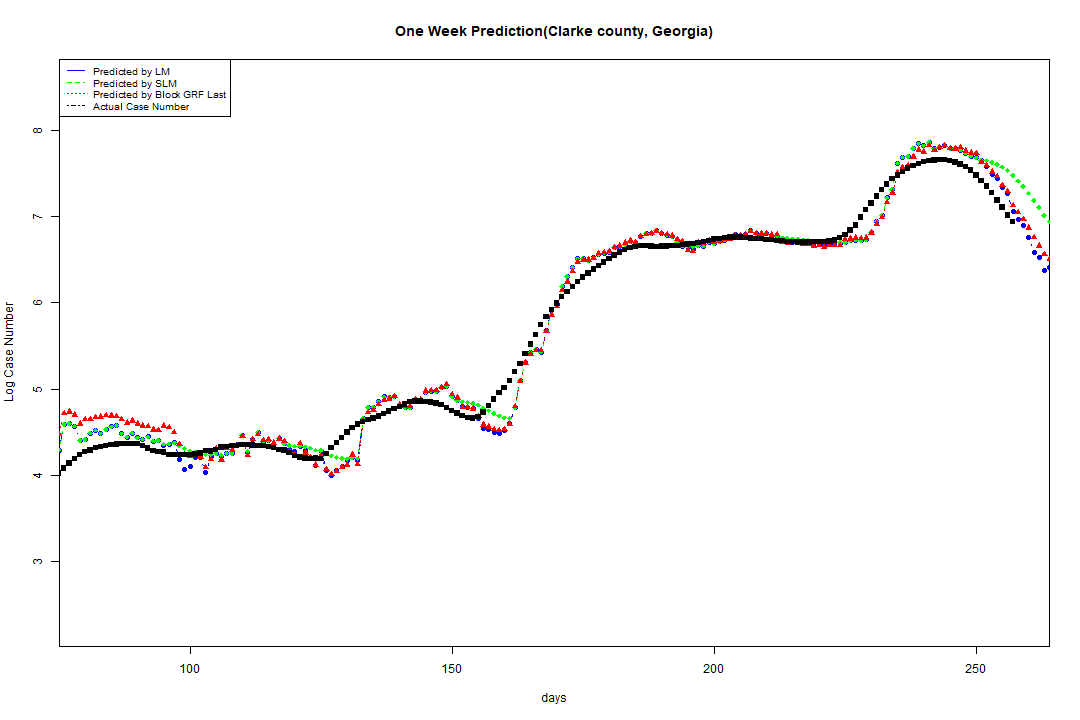 One Week Prediction(Clarke county, Georgia)
Predicted by LM
Predicted by SLM
Predicted by Block GRF Last
Actual Case Number
8
7
6
5
4
3
Log Case Number
100 150 200 250
days